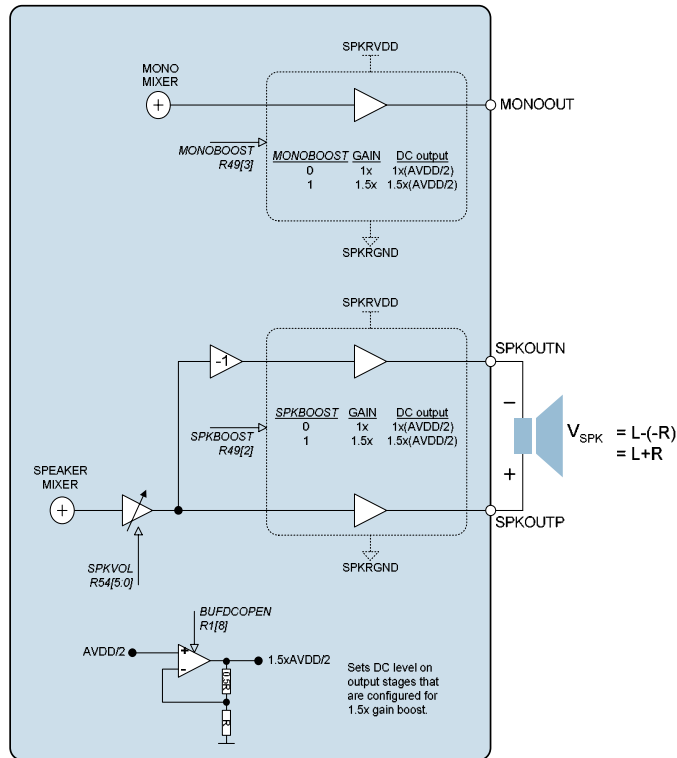 SPKRVDD
MONO
MIXER
+
MONOOUT
MONOBOOST
R49[3]
MONOBOOST GAIN DC output
0 1x 1x(AVDD/2)
1 1.5x 1.5x(AVDD/2)
SPKRGND
SPKRVDD
-1
SPKOUTN
SPKBOOST
R49[2]
SPKBOOST GAIN DC output
0 1x 1x(AVDD/2)
1 1.5x 1.5x(AVDD/2)
−
+
VSPK = L-(-R)
= L+R
SPEAKER
MIXER
+
SPKOUTP
SPKVOL
R54[5:0]
SPKRGND
BUFDCOPEN
R1[8]
AVDD/2
+
-
1.5xAVDD/2
0.5R
R
Sets DC level on
output stages that
are configured for
1.5x gain boost.